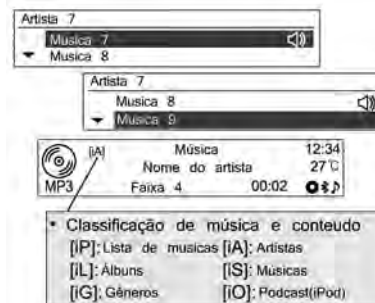 Artista 7
Musica 7
Musica 8
Artista 7
Musica 8
Musica 9
[iA] Música 12:34
Nome do artista 27℃
MP3 Faixa 4 00:02
• Classificação de música e conteudo
[iP]: Lista de musicas [iA]: Artistas
[iL]: Álbuns [iS]: Músicas
[iG]: Gêneros [iO]: Podcast(iPod)